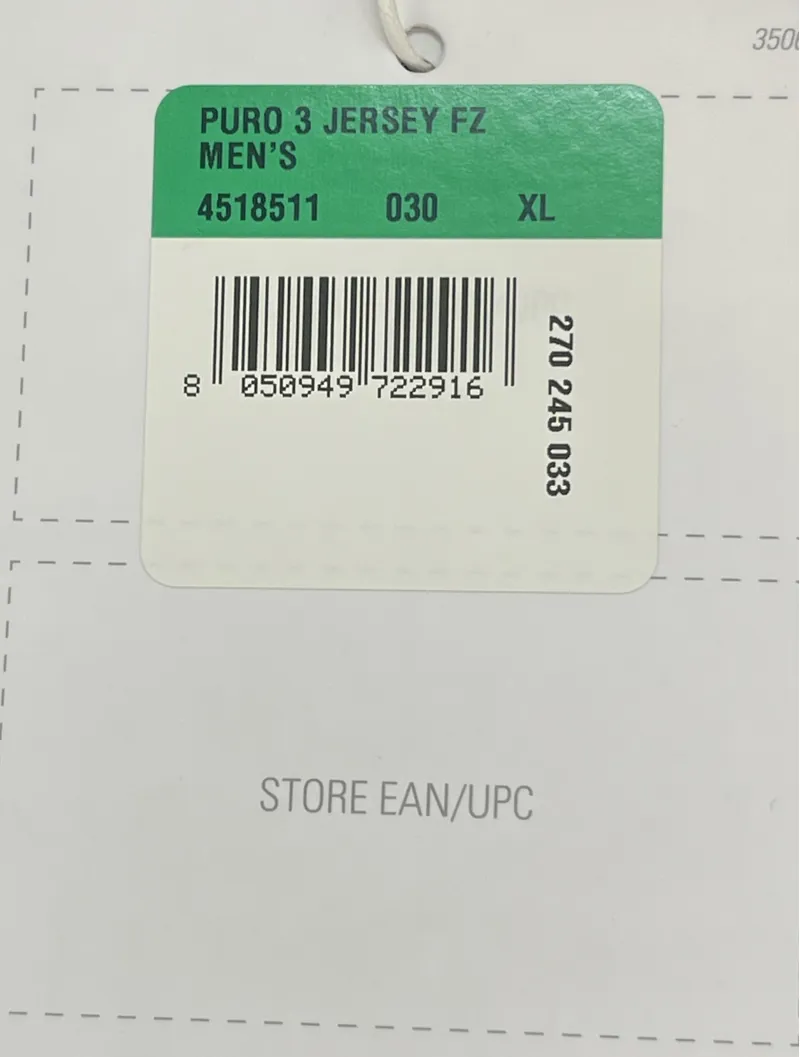 PURO 3 JERSEY FZ
MEN'S
4518511 030 XL
8 050949 722916
270 245 033
STORE EAN/UPC